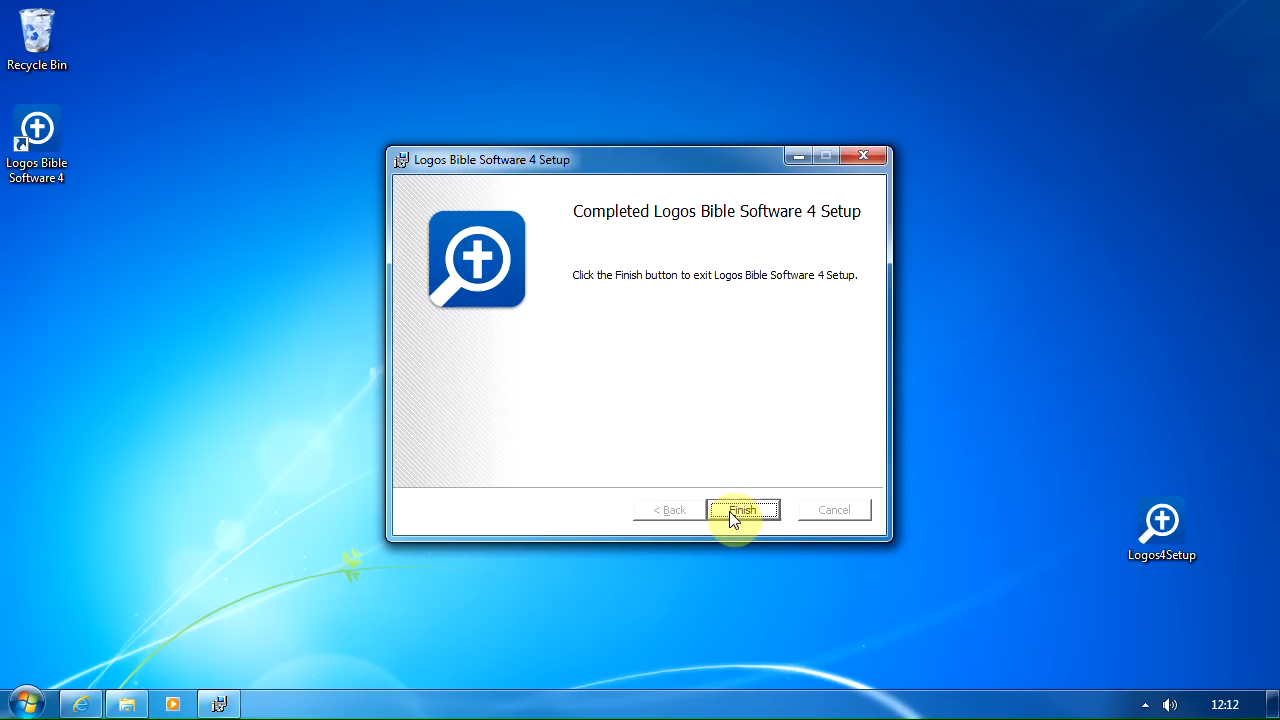 Recycle Bin
Logos Bible
Software 4
Logos Bible Software 4 Setup
Completed Logos Bible Software 4 Setup
Click the Finish button to exit Logos Bible Software 4 Setup.
< Back
Finish
Cancel
Logos4Setup
12:12